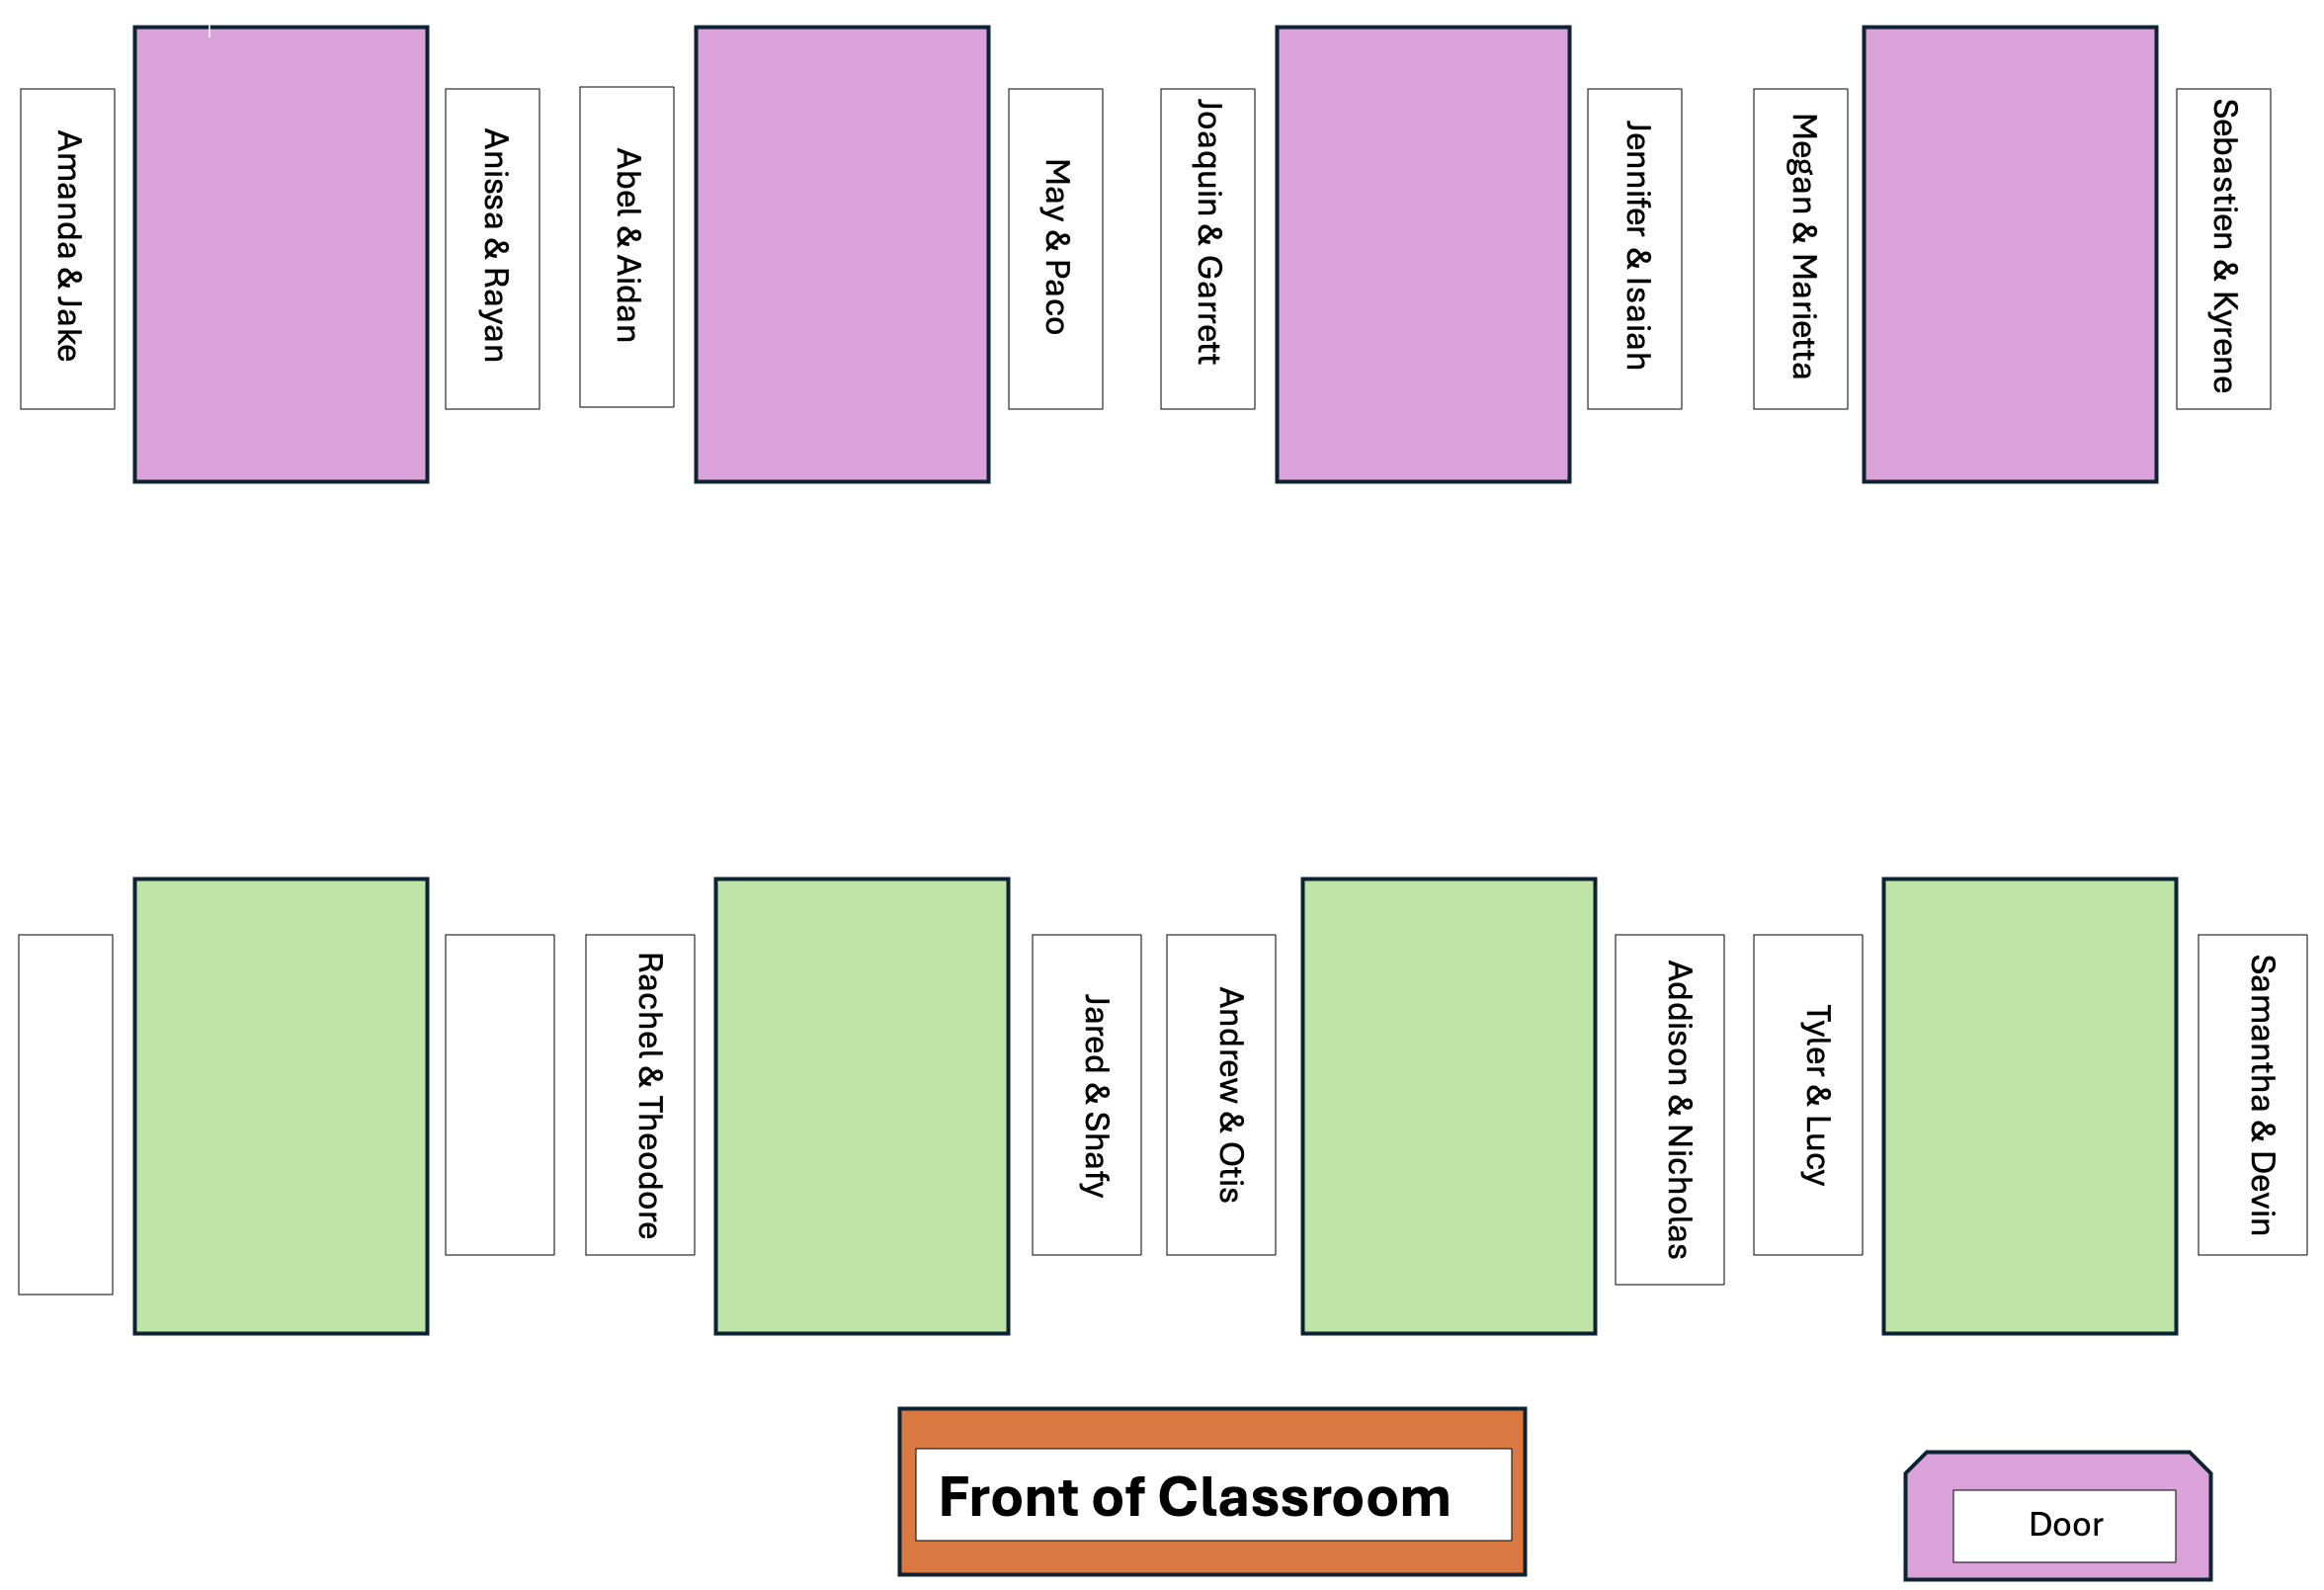 Amanda & Jake
Anissa & Rayan
Abel & Aidan
May & Paco
Joaquin & Garrett
Jennifer & Isaiah
Megan & Marietta
Sebastien & Kyrene
Rachel & Theodore
Jared & Shafy
Andrew & Otis
Addison & Nicholas
Tyler & Lucy
Samantha & Devin
Front of Classroom
Door